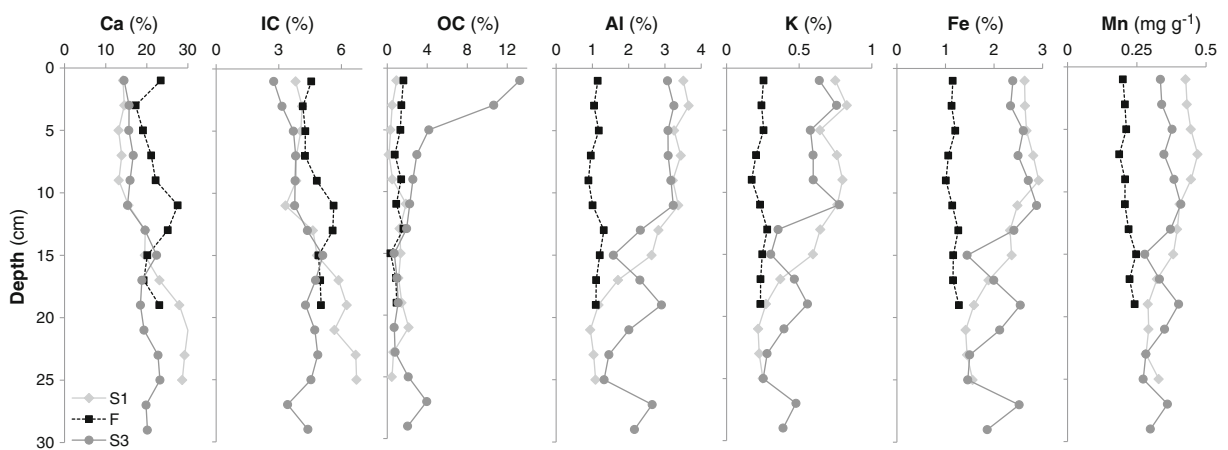 Ca (%) IC (%) OC (%) Al (%) K (%) Fe (%) Mn (mg g-1)
0 10 20 30 3 6 0 4 8 12 0 1 2 3 4 0 0.5 1 0 1 2 3 0 0.25 0.5
0
5
10
15
20
25
30
Depth (cm)
S1
F
S3